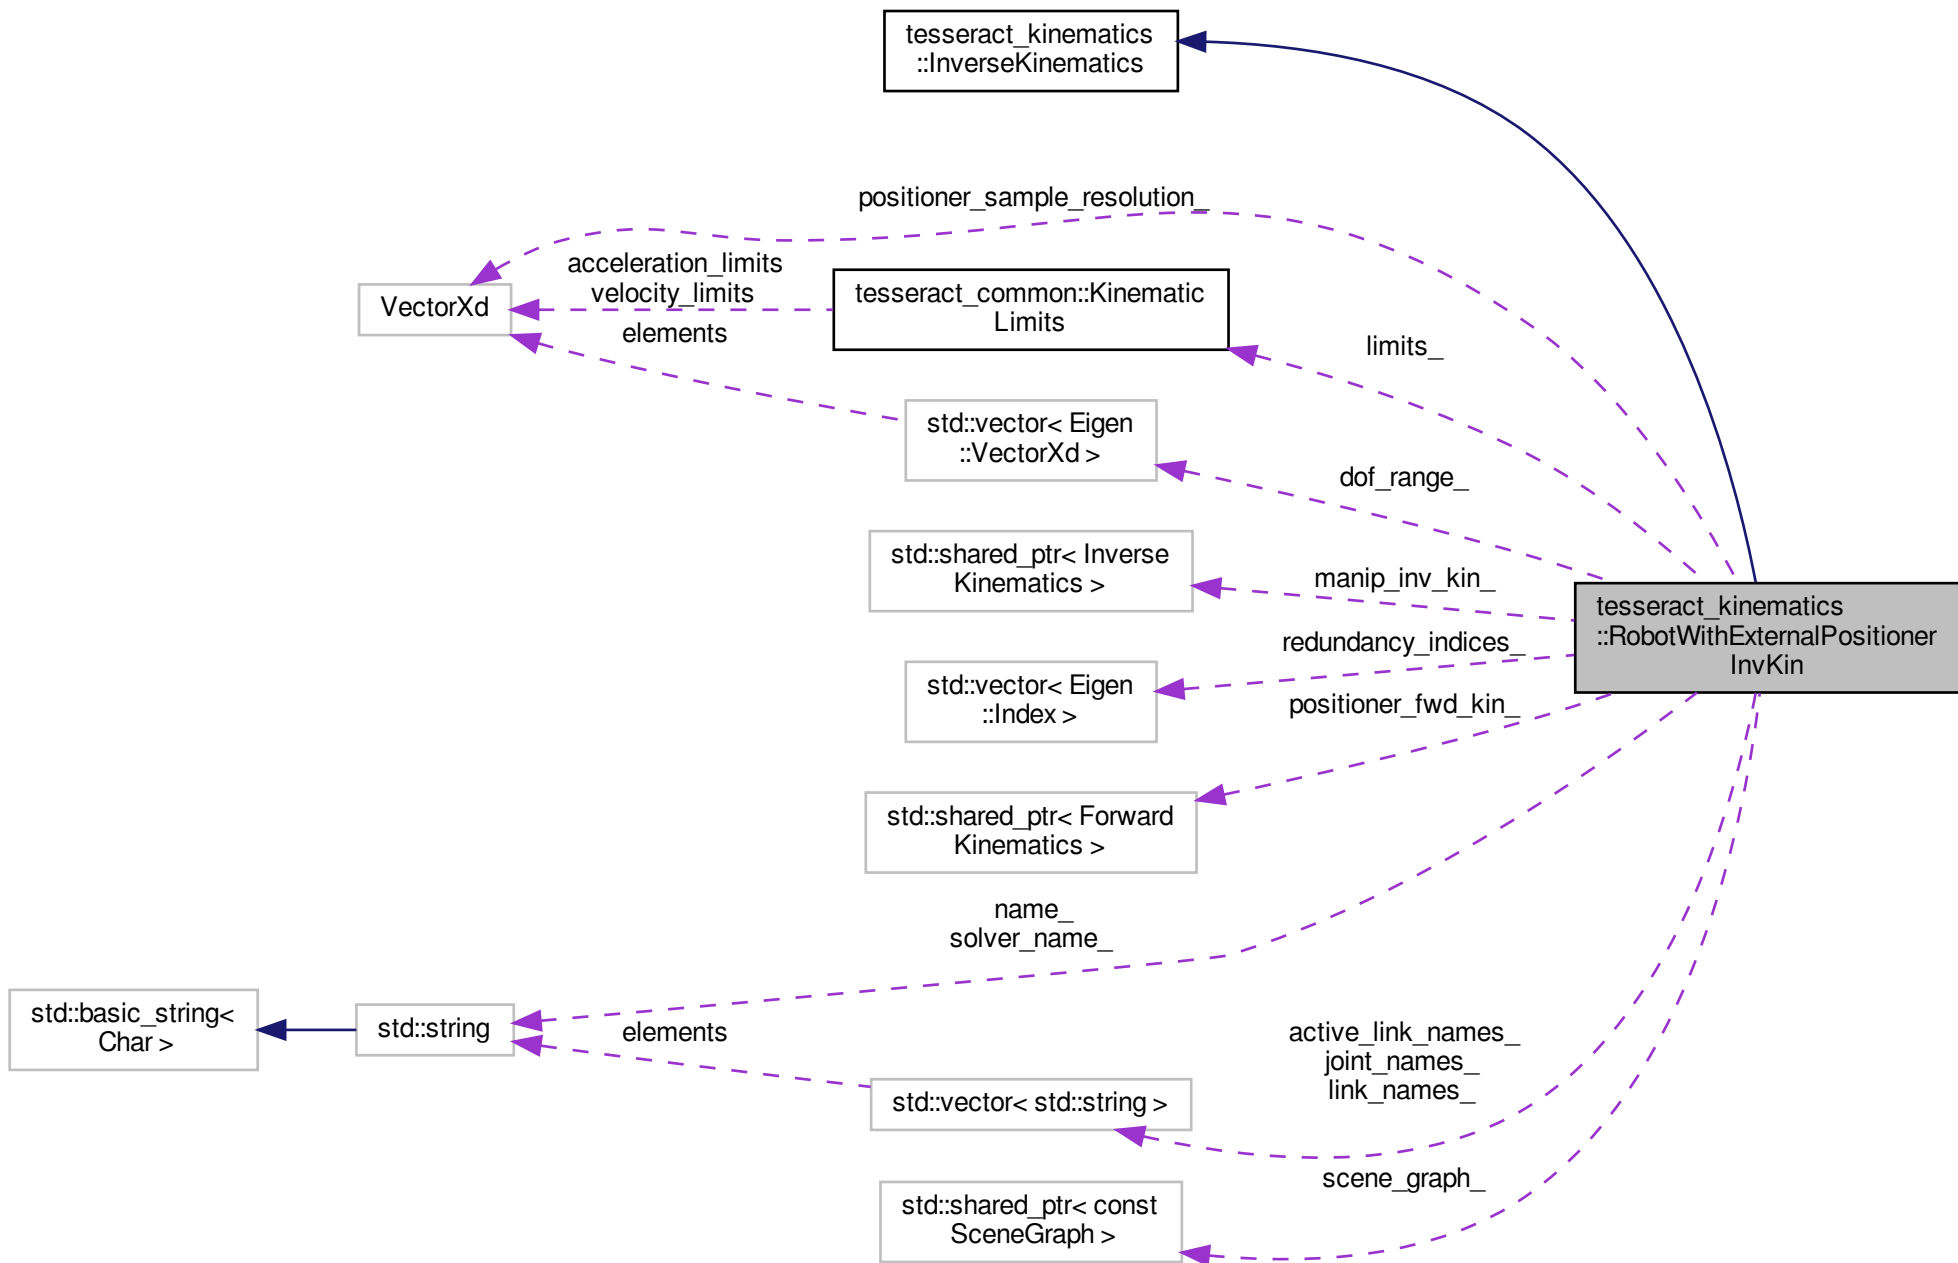 tesseract_kinematics
::InverseKinematics
positioner_sample_resolution_
acceleration_limits
velocity_limits
VectorXd
tesseract_common::Kinematic
Limits
elements
limits_
std::vector< Eigen
::VectorXd >
dof_range_
std::shared_ptr< Inverse
Kinematics >
manip_inv_kin_
tesseract_kinematics
::RobotWithExternalPositioner
InvKin
redundancy_indices_
std::vector< Eigen
::Index >
positioner_fwd_kin_
std::shared_ptr< Forward
Kinematics >
name_
solver_name_
std::basic_string<
Char >
std::string
elements
active_link_names_
joint_names_
link_names_
std::vector< std::string >
scene_graph_
std::shared_ptr< const
SceneGraph >